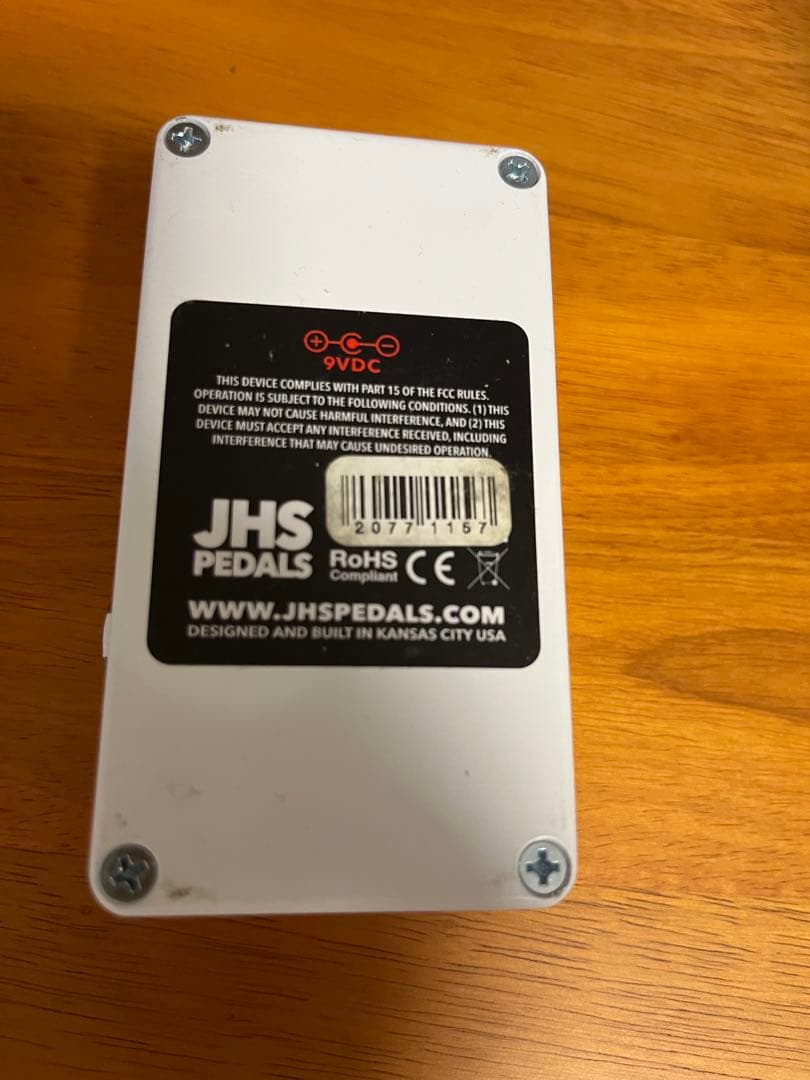 + -
9VDC
THIS DEVICE COMPLIES WITH PART 15 OF THE FCC RULES.
OPERATION IS SUBJECT TO THE FOLLOWING CONDITIONS. (1) THIS
DEVICE MAY NOT CAUSE HARMFUL INTERFERENCE, AND (2) THIS
DEVICE MUST ACCEPT ANY INTERFERENCE RECEIVED, INCLUDING
INTERFERENCE THAT MAY CAUSE UNDESIRED OPERATION.
2077 1157
JHS
PEDALS
RoHS
Compliant
CE
WWW.JHSPEDALS.COM
DESIGNED AND BUILT IN KANSAS CITY USA